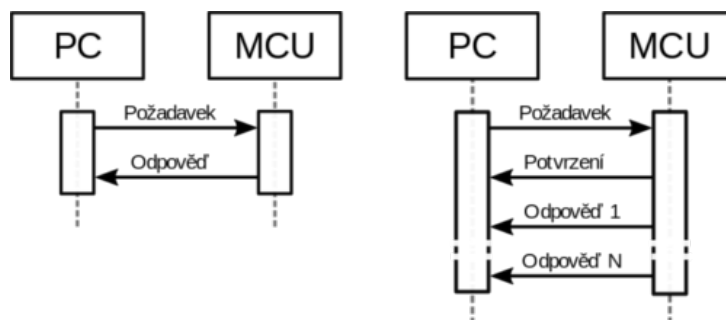 PC
MCU
Požadavek
Odpověď
PC
MCU
Požadavek
Potvrzení
Odpověď 1
Odpověď N